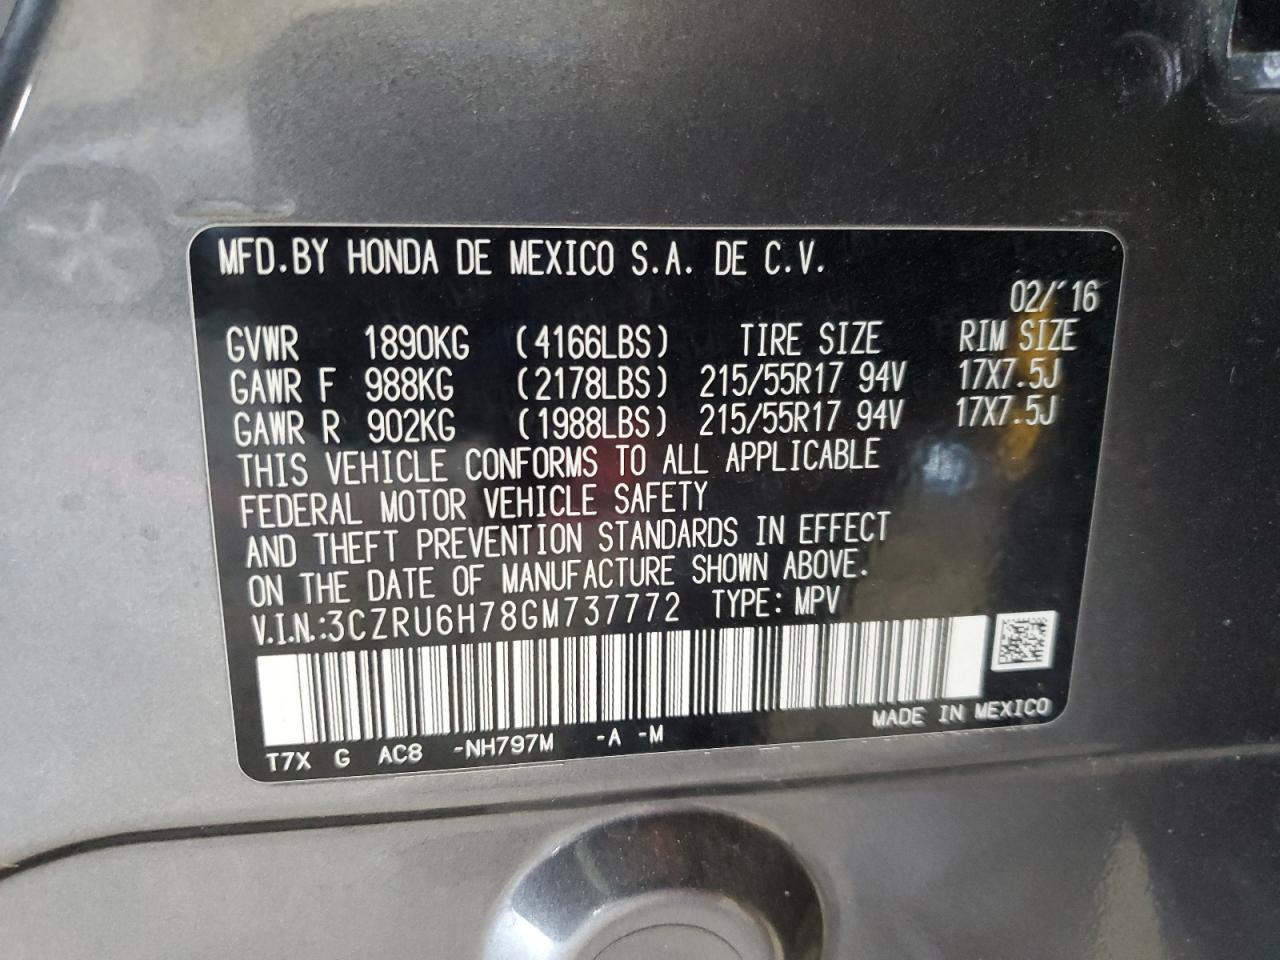 MFD.BY HONDA DE MEXICO S.A. DE C.V.
02/'16
GVWR 1890KG (4166LBS) TIRE SIZE RIM SIZE
GAWR F 988KG (2178LBS) 215/55R17 94V 17X7.5J
GAWR R 902KG (1988LBS) 215/55R17 94V 17X7.5J
THIS VEHICLE CONFORMS TO ALL APPLICABLE
FEDERAL MOTOR VEHICLE SAFETY
AND THEFT PREVENTION STANDARDS IN EFFECT
ON THE DATE OF MANUFACTURE SHOWN ABOVE.
V.I.N.:3CZRU6H78GM737772 TYPE: MPV
MADE IN MEXICO
T7X G AC8 -NH797M -A -M